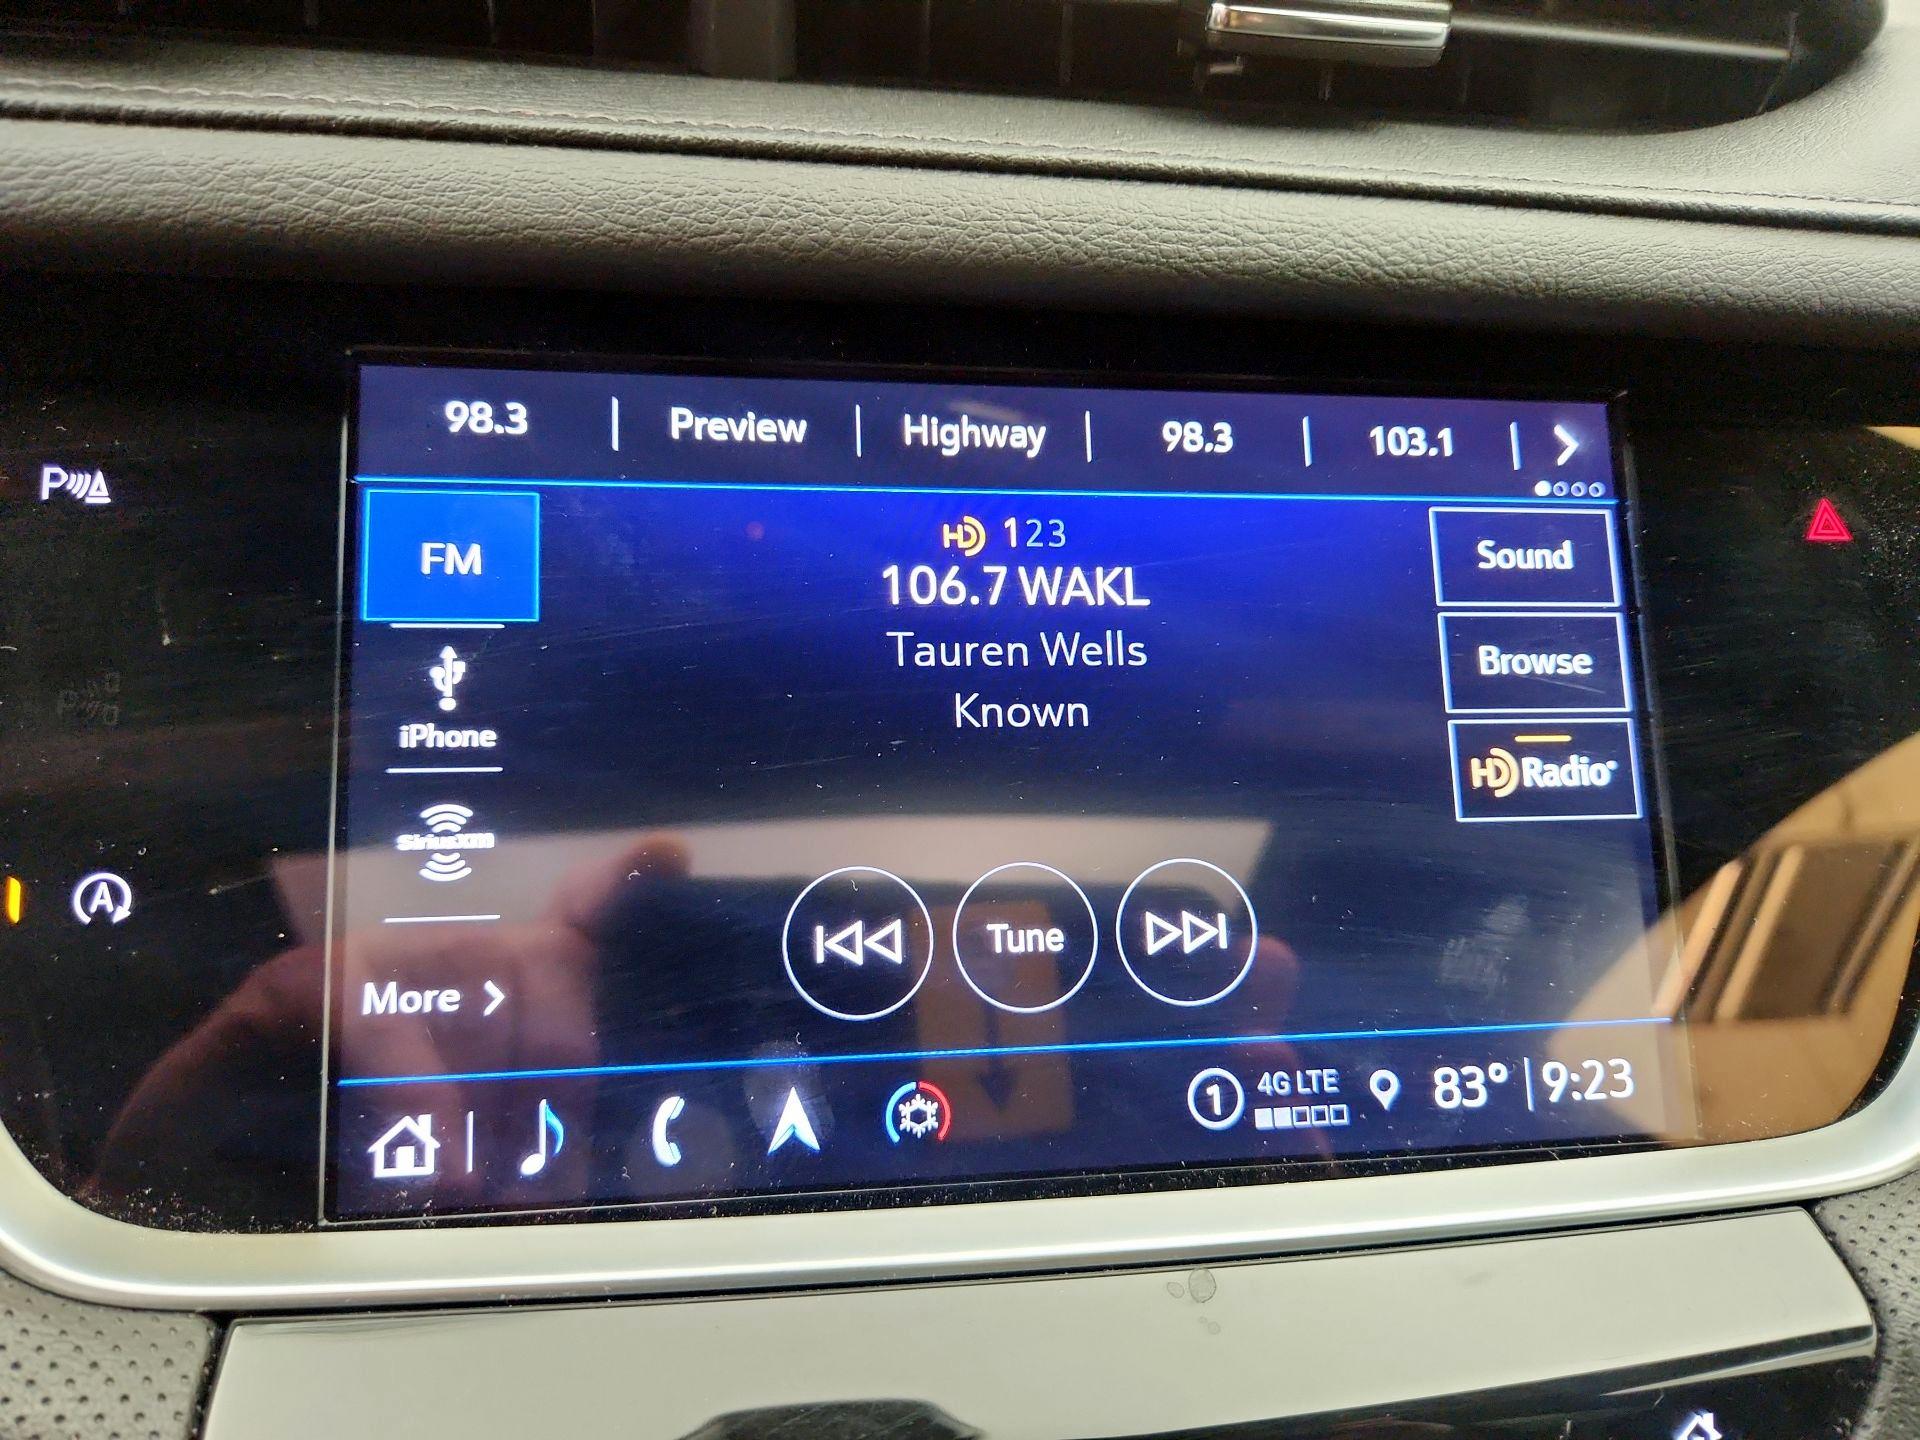 98.3 | Preview | Highway | 98.3 | 103.1
FM
HD 123
106.7 WAKL
Tauren Wells
Known
Sound
Browse
HD Radio
iPhone
SiriusXM
Tune
More
4G LTE
1
83° | 9:23
P
A